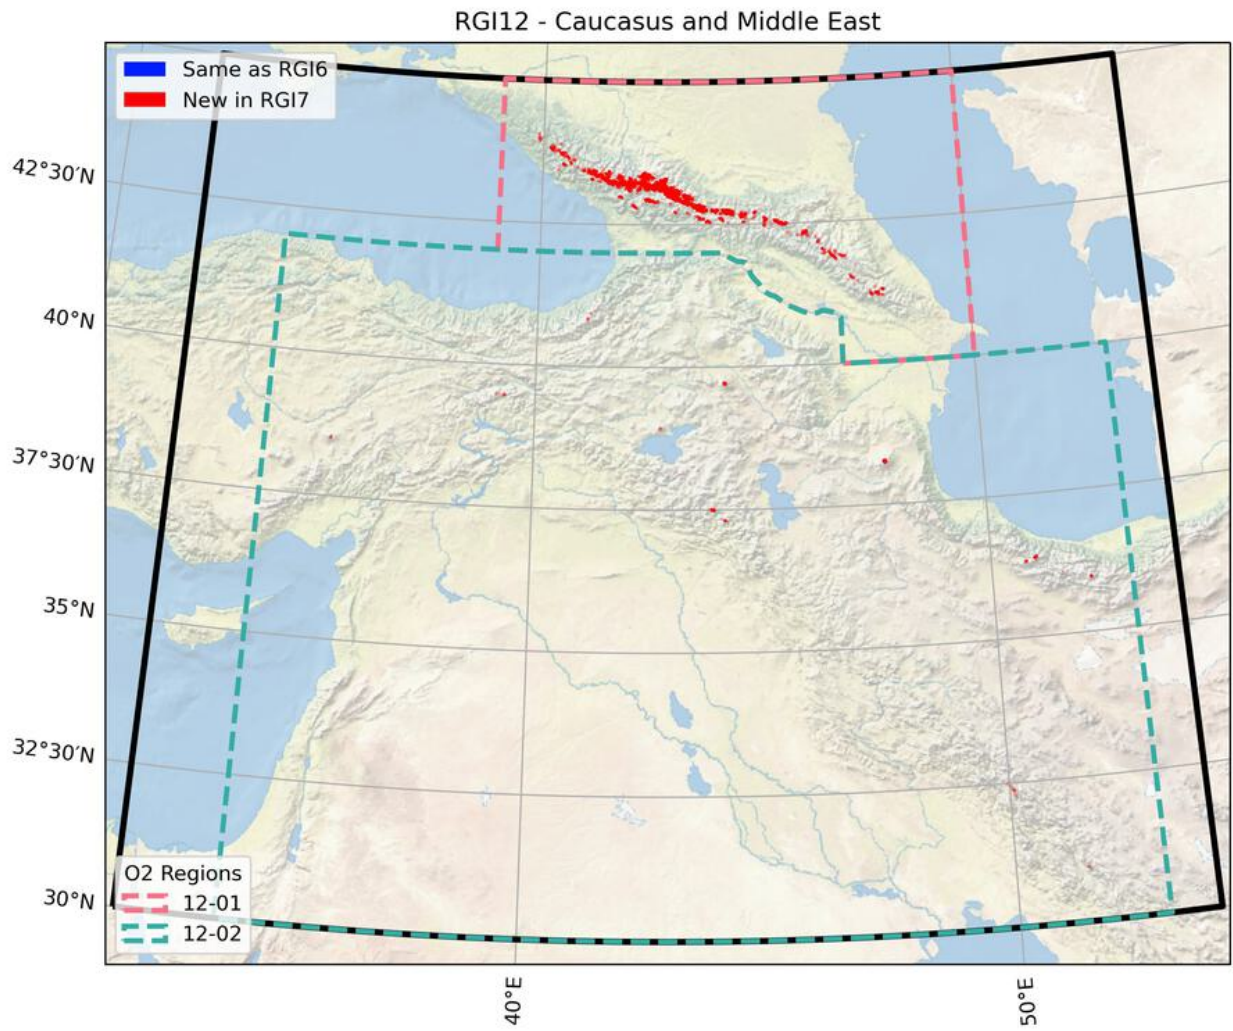 RGI12 - Caucasus and Middle East
Same as RGI6
New in RGI7
42°30′N
40°N
37°30′N
35°N
32°30′N
30°N
O2 Regions
12-01
12-02
40°E
50°E